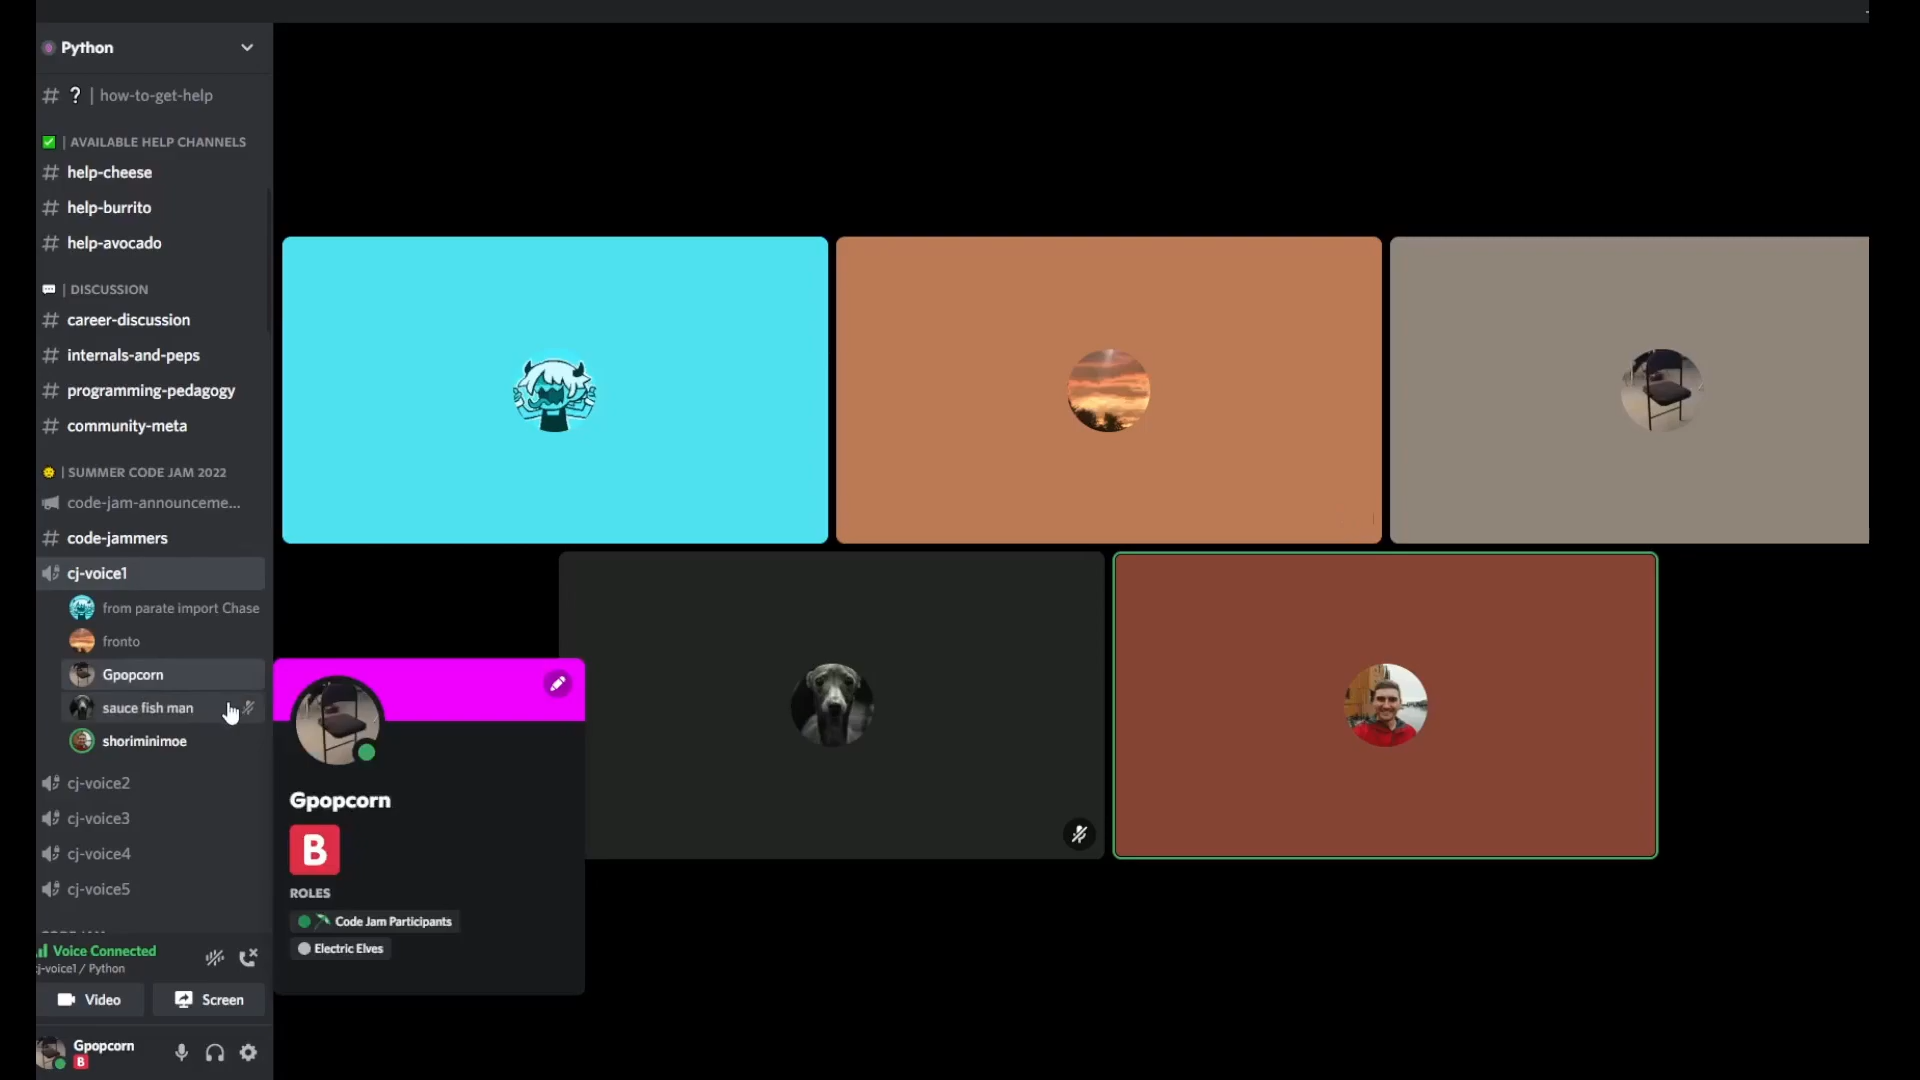 Python
? | how-to-get-help
| AVAILABLE HELP CHANNELS
help-cheese
help-burrito
help-avocado
| DISCUSSION
career-discussion
internals-and-peps
programming-pedagogy
community-meta
| SUMMER CODE JAM 2022
code-jam-announceme...
code-jammers
cj-voice1
from parate import Chase
fronto
Gpopcorn
sauce fish man
shoriminimoe
cj-voice2
cj-voice3
cj-voice4
cj-voice5
Voice Connected
cj-voice1 / Python
Video
Screen
Gpopcorn
B
Gpopcorn
B
ROLES
Code Jam Participants
Electric Elves